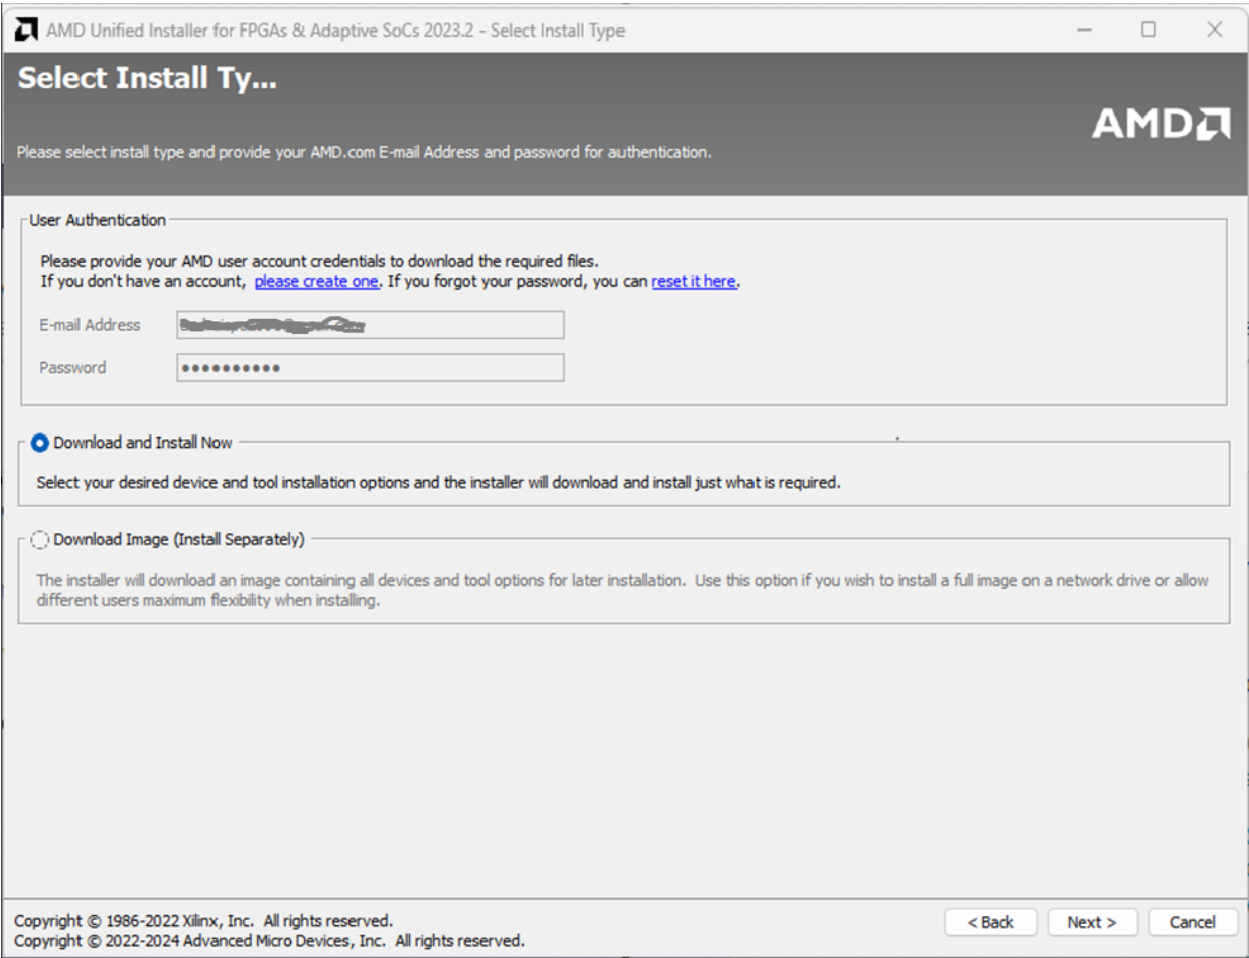 AMD Unified Installer for FPGAs & Adaptive SoCs 2023.2 - Select Install Type
Select Install Ty...
AMD
Please select install type and provide your AMD.com E-mail Address and password for authentication.
User Authentication
Please provide your AMD user account credentials to download the required files.
If you don't have an account, please create one. If you forgot your password, you can reset it here.
E-mail Address
Password ••••••••••
Download and Install Now
Select your desired device and tool installation options and the installer will download and install just what is required.
Download Image (Install Separately)
The installer will download an image containing all devices and tool options for later installation. Use this option if you wish to install a full image on a network drive or allow
different users maximum flexibility when installing.
Copyright © 1986-2022 Xilinx, Inc. All rights reserved.
Copyright © 2022-2024 Advanced Micro Devices, Inc. All rights reserved.
< Back Next > Cancel